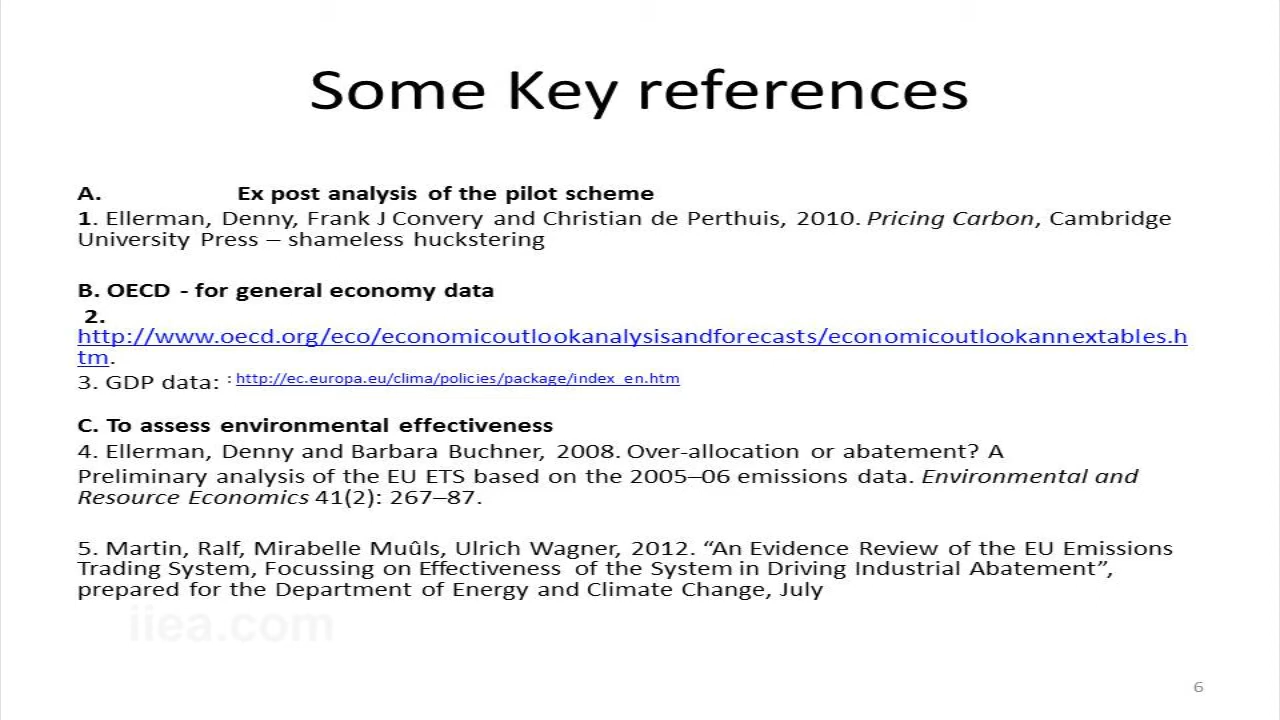 Some Key references
A. Ex post analysis of the pilot scheme
1. Ellerman, Denny, Frank J Convery and Christian de Perthuis, 2010. Pricing Carbon, Cambridge
University Press – shameless huckstering
B. OECD - for general economy data
2.
http://www.oecd.org/eco/economicoutlookanalysisandforecasts/economicoutlookannextables.h
tm.
3. GDP data: : http://ec.europa.eu/clima/policies/package/index_en.htm
C. To assess environmental effectiveness
4. Ellerman, Denny and Barbara Buchner, 2008. Over-allocation or abatement? A
Preliminary analysis of the EU ETS based on the 2005–06 emissions data. Environmental and
Resource Economics 41(2): 267–87.
5. Martin, Ralf, Mirabelle Muûls, Ulrich Wagner, 2012. “An Evidence Review of the EU Emissions
Trading System, Focussing on Effectiveness of the System in Driving Industrial Abatement”,
prepared for the Department of Energy and Climate Change, July
iiea.com
6